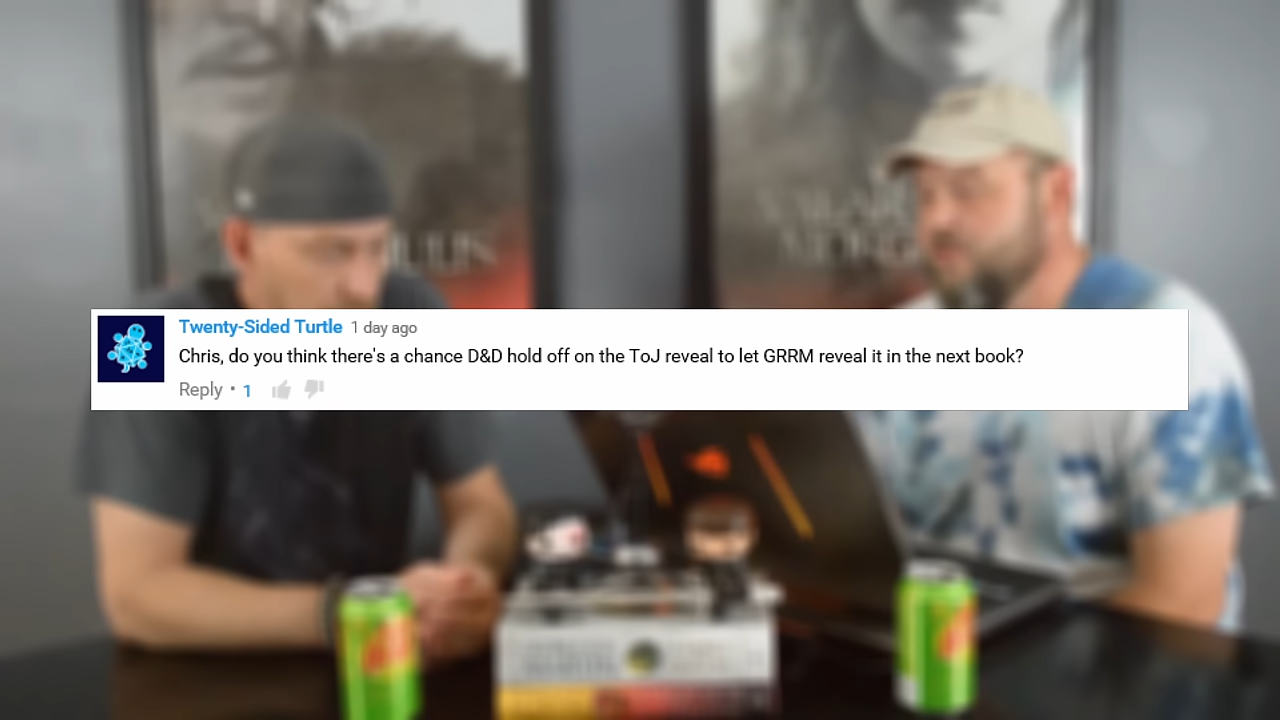 Twenty-Sided Turtle 1 day ago
Chris, do you think there's a chance D&D hold off on the ToJ reveal to let GRRM reveal it in the next book?
Reply • 1